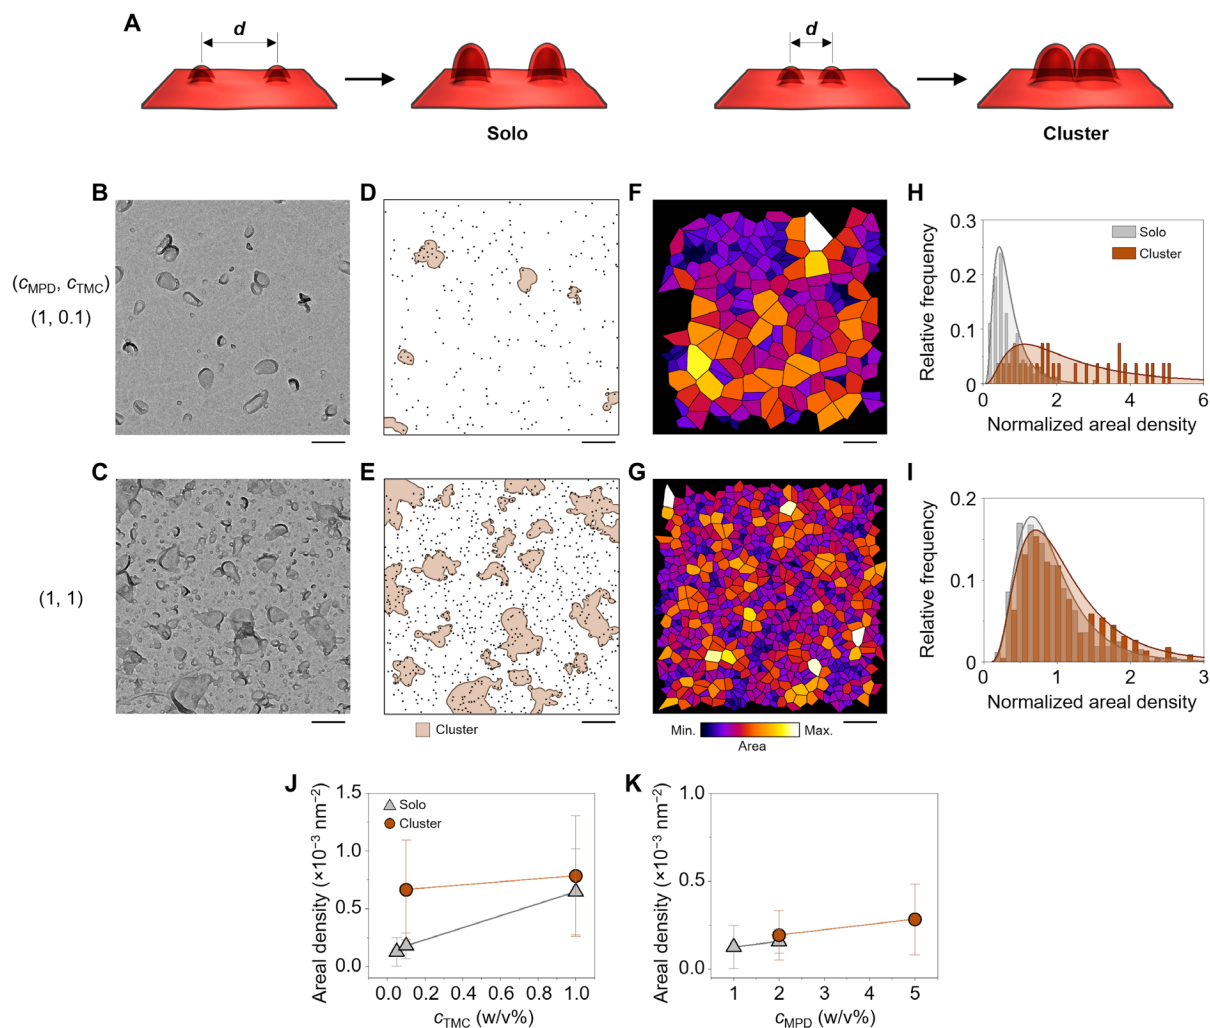 A
d
d
Solo
Cluster
B
D
F
H
(cMPD, cTMC)
(1, 0.1)
Relative frequency
0.3
0.2
0.1
0
Solo
Cluster
0
2
4
6
Normalized areal density
C
E
G
I
(1, 1)
Relative frequency
0.2
0.1
0
0
1
2
3
Normalized areal density
Cluster
Min.
Max.
Area
J
K
Areal density (×10⁻³ nm⁻²)
1.5
1.0
0.5
0.0
Solo
Cluster
0.0 0.2 0.4 0.6 0.8 1.0
cTMC (w/v%)
Areal density (×10⁻³ nm⁻²)
1.0
0.5
0.0
1 2 3 4 5
cMPD (w/v%)